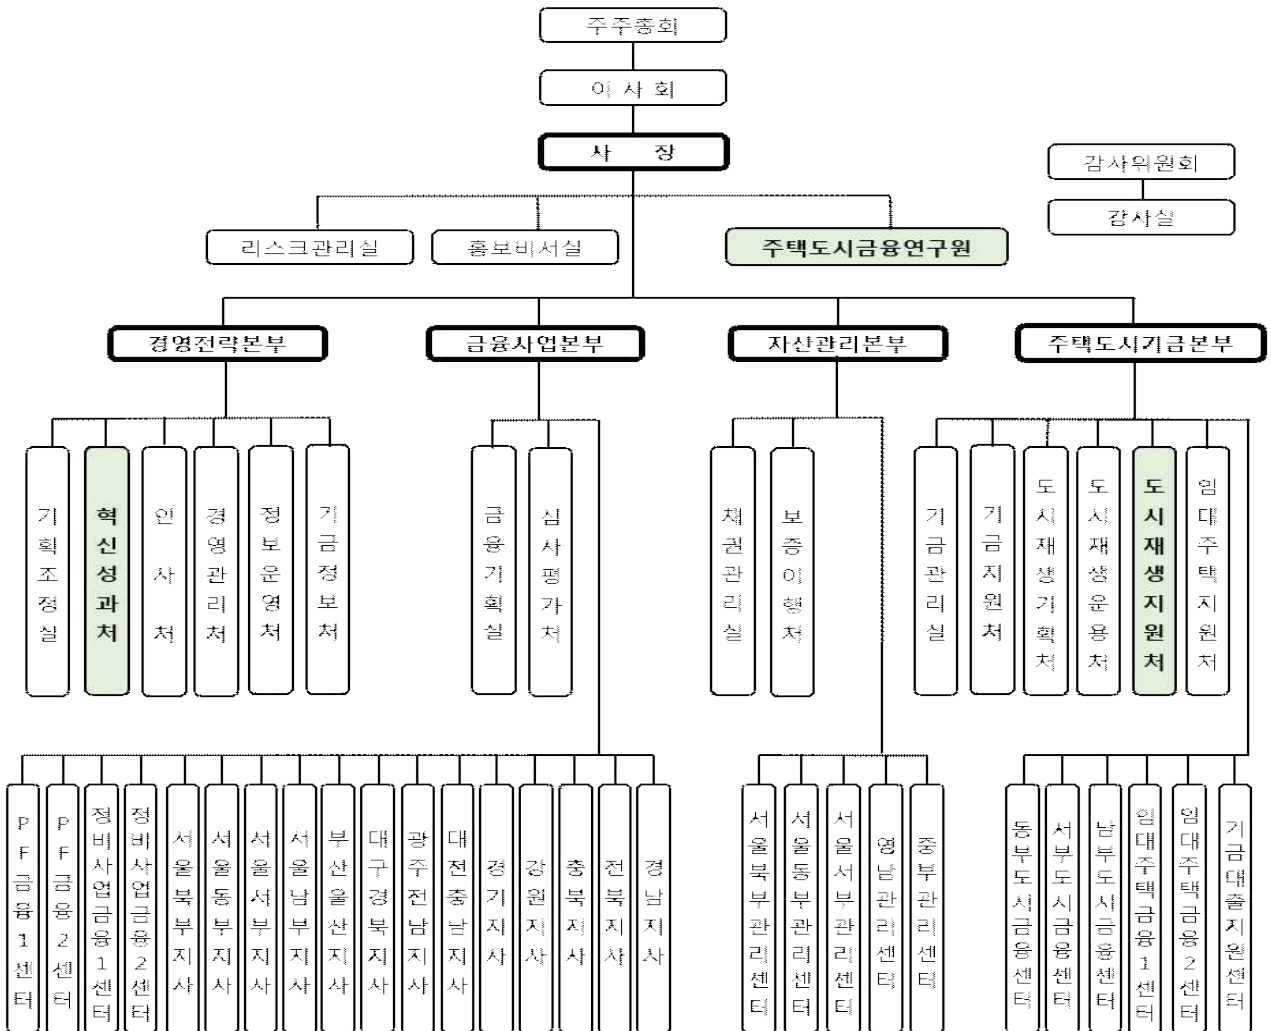 주주총회
이 사 회
사 장
감사위원회
감사실
리스크관리실
홍보비서실
주택도시금융연구원
경영전략본부
금융사업본부
자산관리본부
주택도시기금본부
기획조정실
혁신성과처
인사처
경영관리처
정보운영처
기금정보처
금융기획실
심사평가처
채권관리실
보증이행처
기금관리실
기금지원처
도시재생기획처
도시재생운용처
도시재생지원처
임대주택지원처
PF금융1센터
PF금융2센터
정비사업금융1센터
정비사업금융2센터
서울북부지사
서울동부지사
서울서부지사
서울남부지사
부산울산지사
대구경북지사
광주전남지사
대전충남지사
경기지사
강원지사
충북지사
전북지사
경남지사
서울북부관리센터
서울동부관리센터
서울서부관리센터
영남관리센터
중부관리센터
동부도시금융센터
서부도시금융센터
남부도시금융센터
임대주택금융1센터
임대주택금융2센터
기금대출지원센터